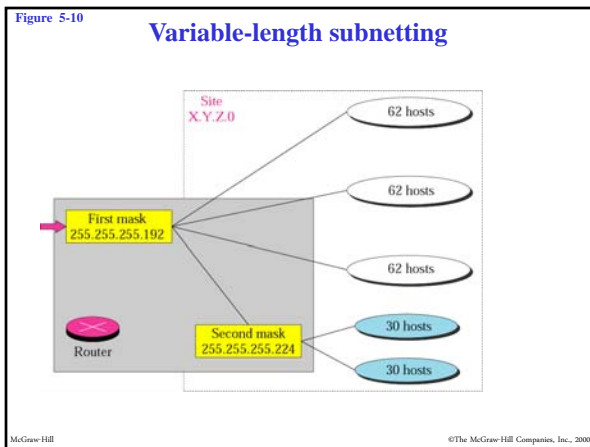 Figure 5-10
Variable-length subnetting
Site
X.Y.Z.0
62 hosts
62 hosts
First mask
255.255.255.192
62 hosts
30 hosts
Second mask
255.255.255.224
Router
30 hosts
McGraw-Hill
©The McGraw-Hill Companies, Inc., 2000